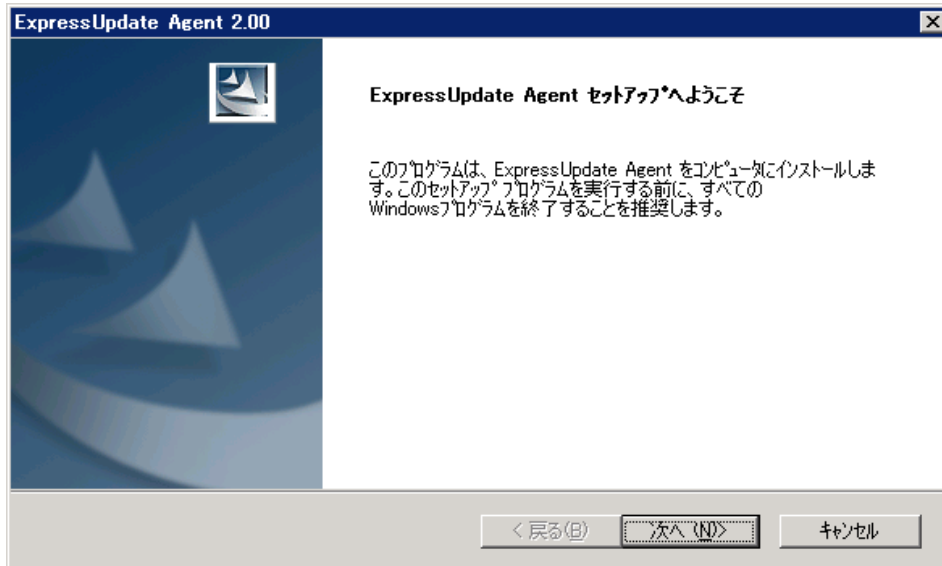 ExpressUpdate Agent 2.00
ExpressUpdate Agent セットアップへようこそ
このプログラムは、ExpressUpdate Agent をコンピュータにインストールしま
す。このセットアップ プログラムを実行する前に、すべての
Windowsプログラムを終了することを推奨します。
< 戻る(B)
次へ (N)>
キャンセル